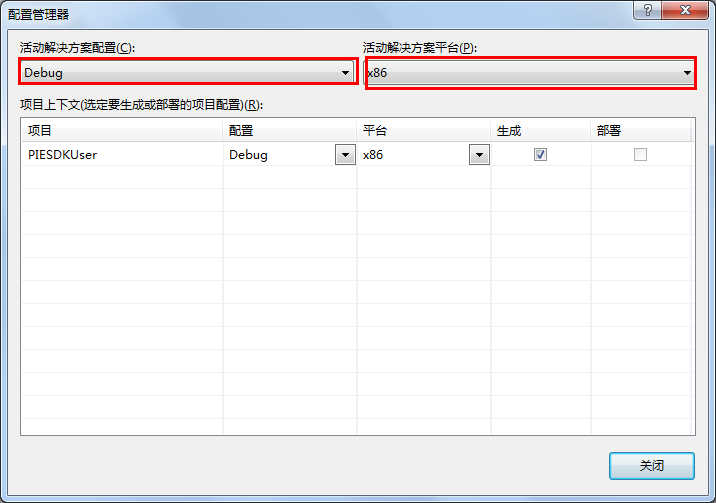 配置管理器
活动解决方案配置(C): 活动解决方案平台(P):
Debug x86
项目上下文(选定要生成或部署的项目配置)(R):
项目 配置 平台 生成 部署
PIESDKUser Debug x86
关闭